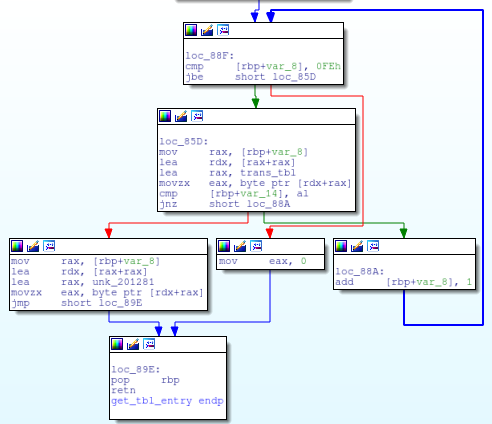 loc_88F:
cmp [rbp+var_8], 0FEh
jbe short loc_85D
loc_85D:
mov rax, [rbp+var_8]
lea rdx, [rax+rax]
lea rax, trans_tbl
movzx eax, byte ptr [rdx+rax]
cmp [rbp+var_14], al
jnz short loc_88A
mov rax, [rbp+var_8]
lea rdx, [rax+rax]
lea rax, unk_201281
movzx eax, byte ptr [rdx+rax]
jmp short loc_89E
mov eax, 0
loc_88A:
add [rbp+var_8], 1
loc_89E:
pop rbp
retn
get_tbl_entry endp